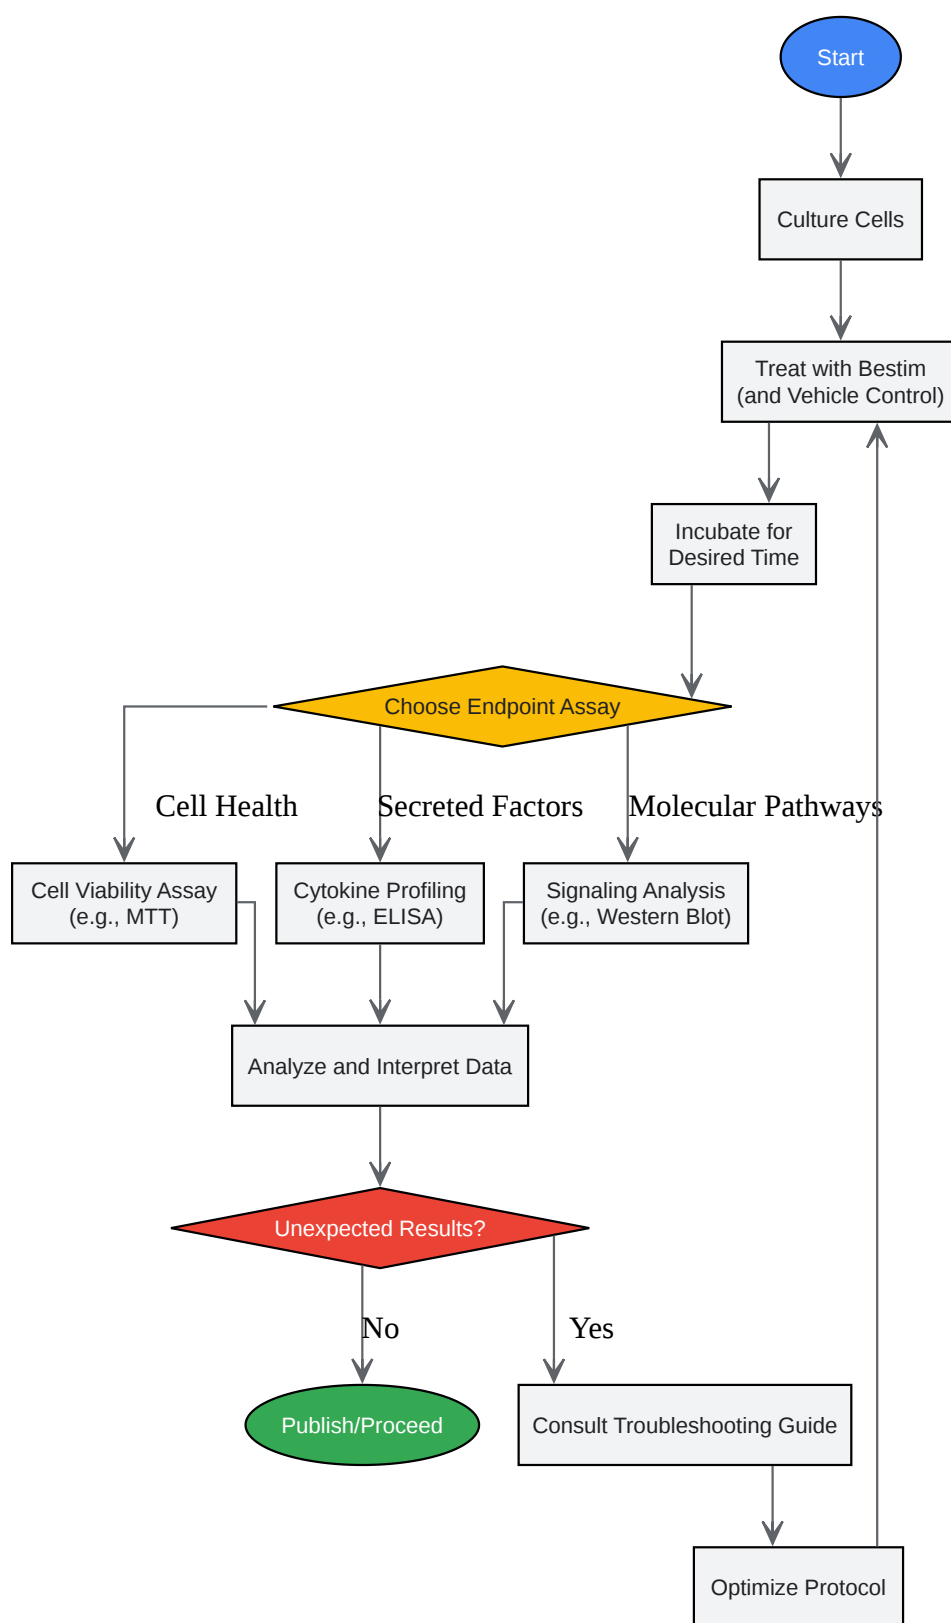 Start
Culture Cells
Treat with Bestim
(and Vehicle Control)
Incubate for
Desired Time
Choose Endpoint Assay
Cell Health
Secreted Factors
Molecular Pathways
Cell Viability Assay
(e.g., MTT)
Cytokine Profiling
(e.g., ELISA)
Signaling Analysis
(e.g., Western Blot)
Analyze and Interpret Data
Unexpected Results?
No
Yes
Publish/Proceed
Consult Troubleshooting Guide
Optimize Protocol